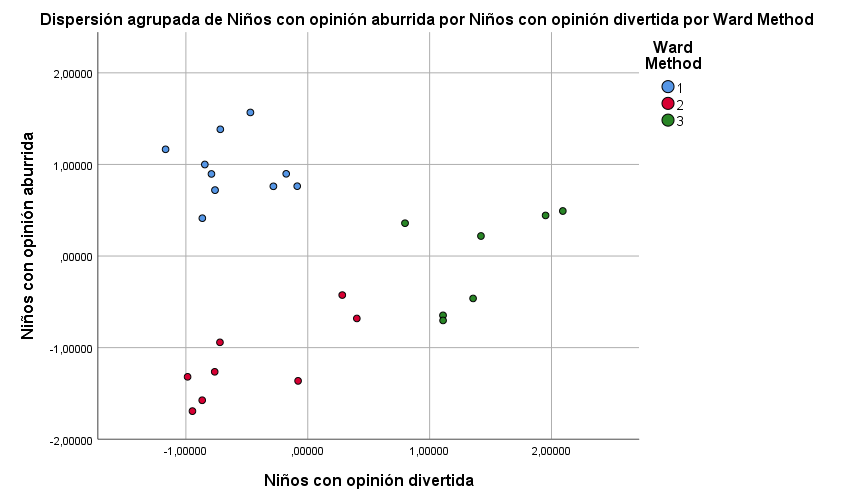 Dispersión agrupada de Niños con opinión aburrida por Niños con opinión divertida por Ward Method
Ward
Method
1
2
3
Niños con opinión aburrida
2,00000
1,00000
,00000
-1,00000
-2,00000
-1,00000
,00000
1,00000
2,00000
Niños con opinión divertida